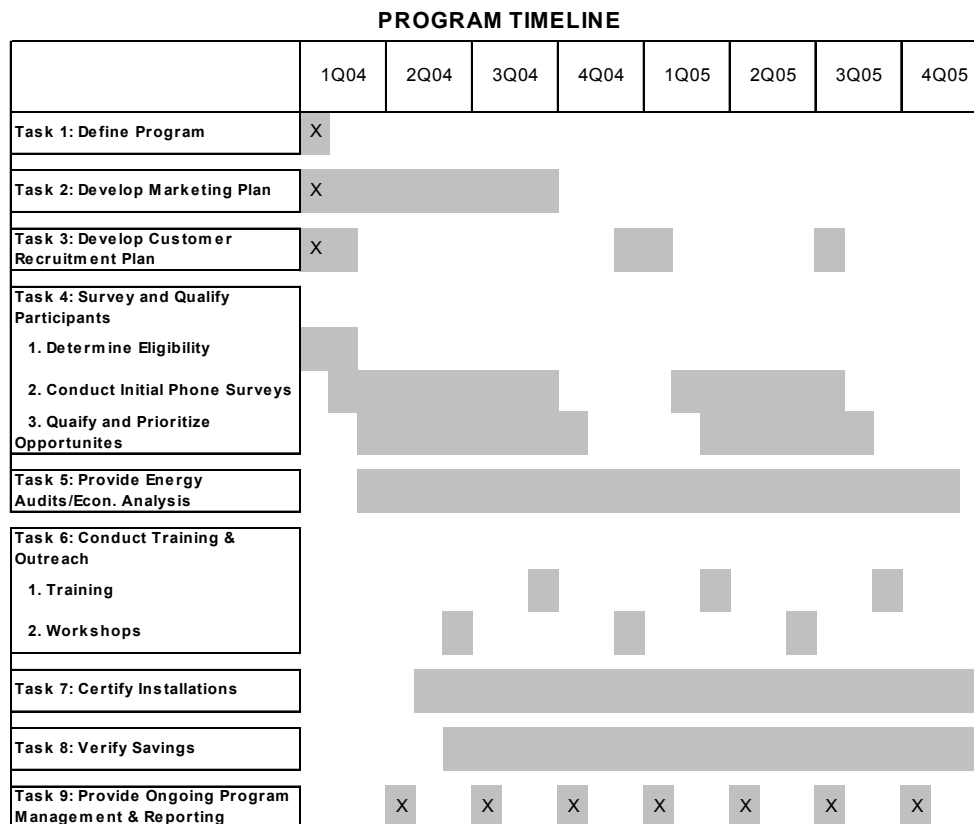 PROGRAM TIMELINE
1Q04 2Q04 3Q04 4Q04 1Q05 2Q05 3Q05 4Q05
Task 1: Define Program X
Task 2: Develop Marketing Plan X
Task 3: Develop Customer
Recruitment Plan X
Task 4: Survey and Qualify
Participants
1. Determine Eligibility
2. Conduct Initial Phone Surveys
3. Quaify and Prioritize
Opportunites
Task 5: Provide Energy
Audits/Econ. Analysis
Task 6: Conduct Training &
Outreach
1. Training
2. Workshops
Task 7: Certify Installations
Task 8: Verify Savings
Task 9: Provide Ongoing Program
Management & Reporting X X X X X X X